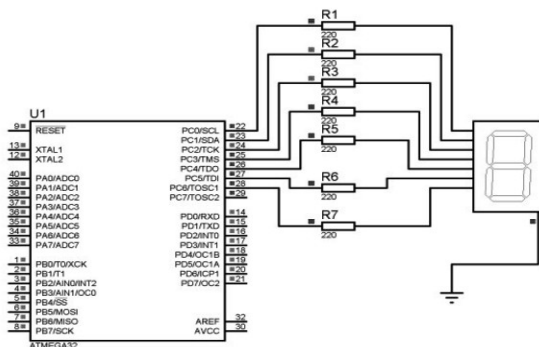 R1
220
R2
220
R3
220
R4
220
R5
220
R6
220
R7
220
U1
9 RESET
13 XTAL1
12 XTAL2
40 PA0/ADC0
39 PA1/ADC1
38 PA2/ADC2
37 PA3/ADC3
36 PA4/ADC4
35 PA5/ADC5
34 PA6/ADC6
33 PA7/ADC7
1 PB0/T0/XCK
2 PB1/T1
3 PB2/AIN0/INT2
4 PB3/AIN1/OC0
5 PB4/SS
6 PB5/MOSI
7 PB6/MISO
8 PB7/SCK
PC0/SCL 22
PC1/SDA 23
PC2/TCK 24
PC3/TMS 25
PC4/TDO 26
PC5/TDI 27
PC6/TOSC1 28
PC7/TOSC2 29
PD0/RXD 14
PD1/TXD 15
PD2/INT0 16
PD3/INT1 17
PD4/OC1B 18
PD5/OC1A 19
PD6/ICP1 20
PD7/OC2 21
AREF 32
AVCC 30
ATMEGA32